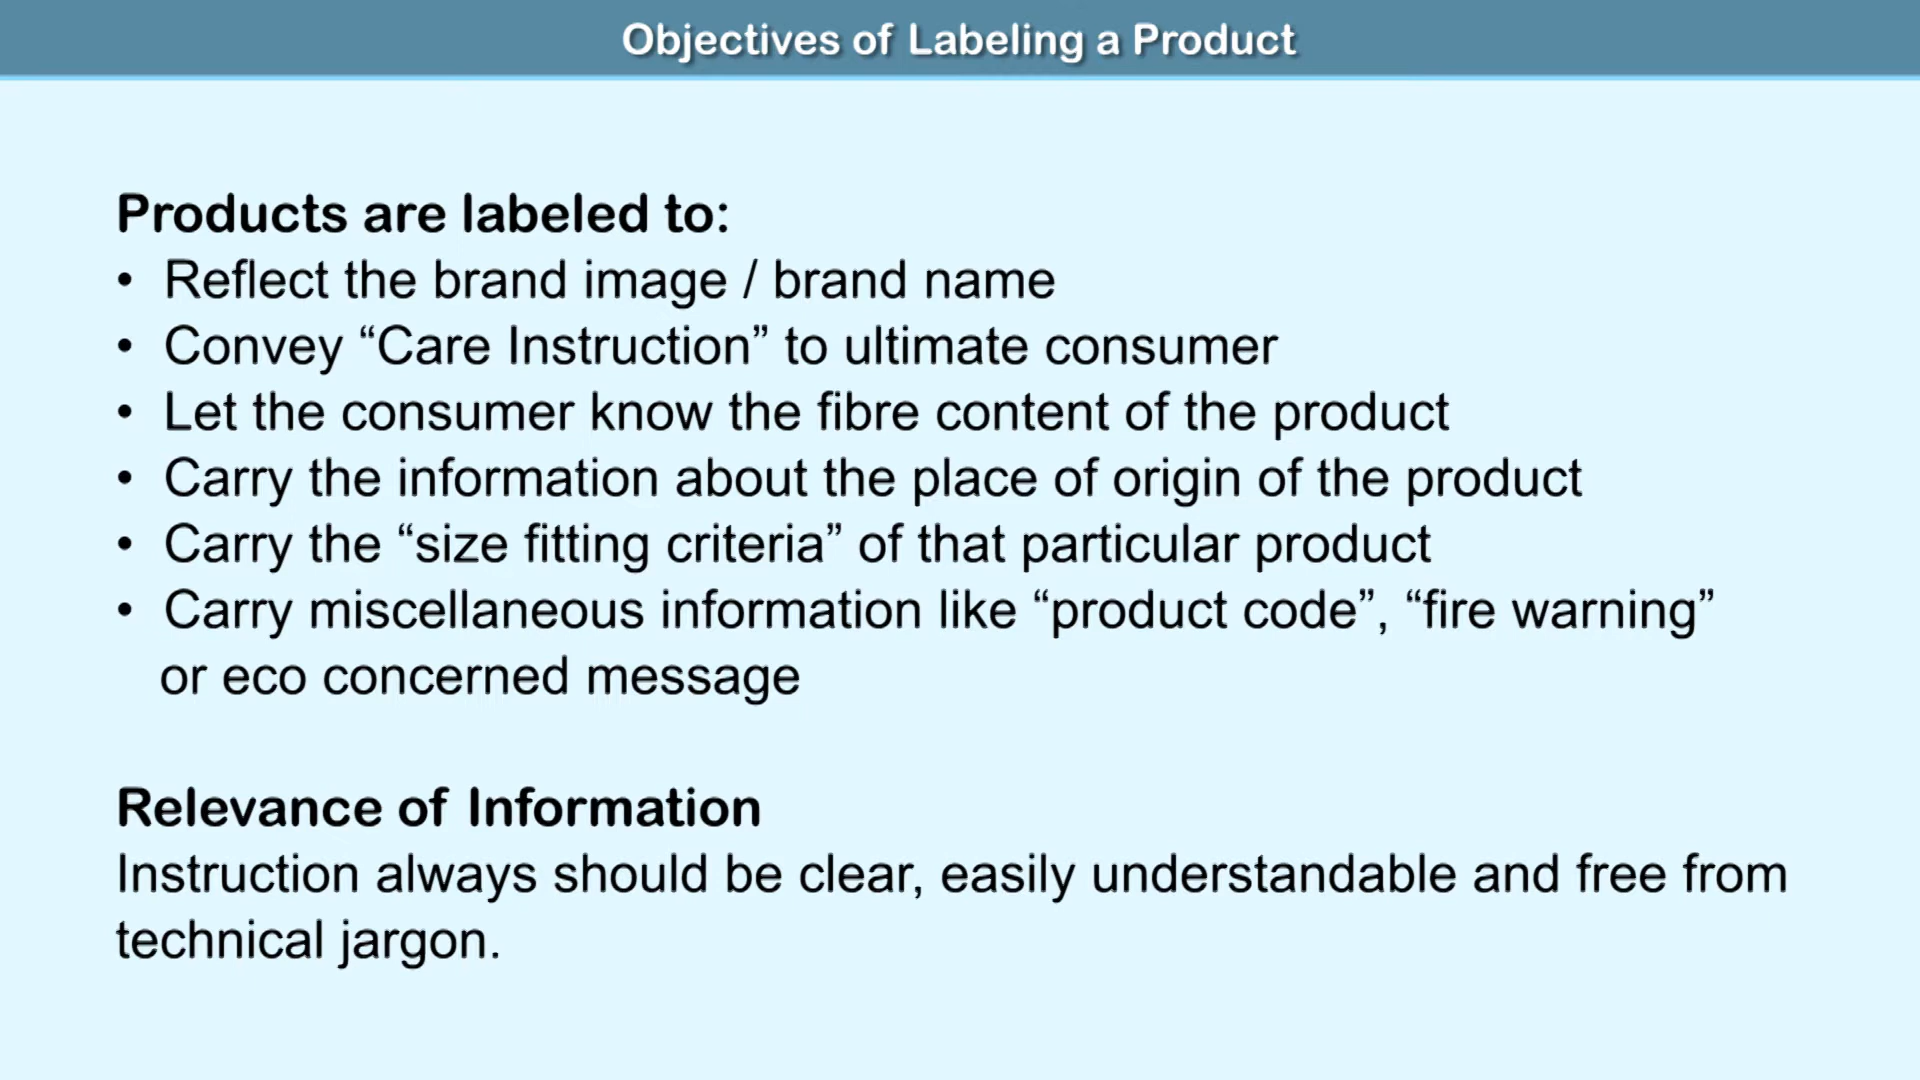 Objectives of Labeling a Product
Products are labeled to:
• Reflect the brand image / brand name
• Convey “Care Instruction” to ultimate consumer
• Let the consumer know the fibre content of the product
• Carry the information about the place of origin of the product
• Carry the “size fitting criteria” of that particular product
• Carry miscellaneous information like “product code”, “fire warning”
or eco concerned message
Relevance of Information
Instruction always should be clear, easily understandable and free from
technical jargon.